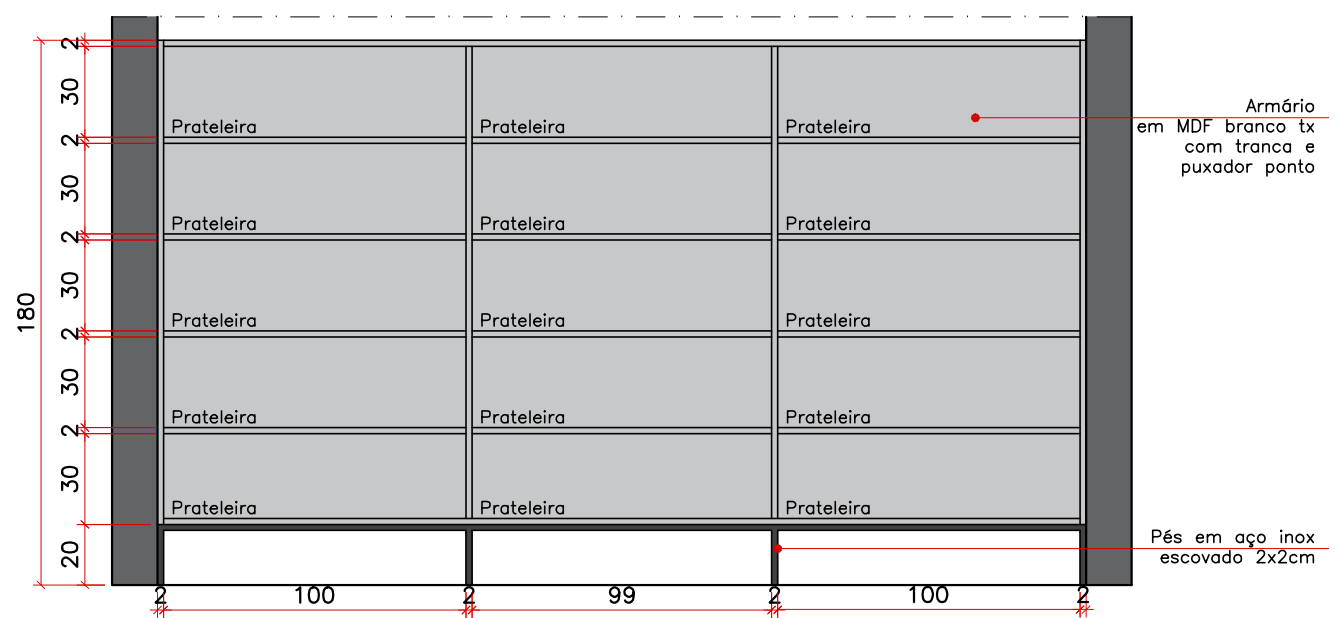 2
30
Prateleira Prateleira Prateleira
2
30
Prateleira Prateleira Prateleira
2
30
Prateleira Prateleira Prateleira
2
30
Prateleira Prateleira Prateleira
2
30
Prateleira Prateleira Prateleira
20
180
2 100 2 99 2 100 2
Armário
em MDF branco tx
com tranca e
puxador ponto
Pés em aço inox
escovado 2x2cm